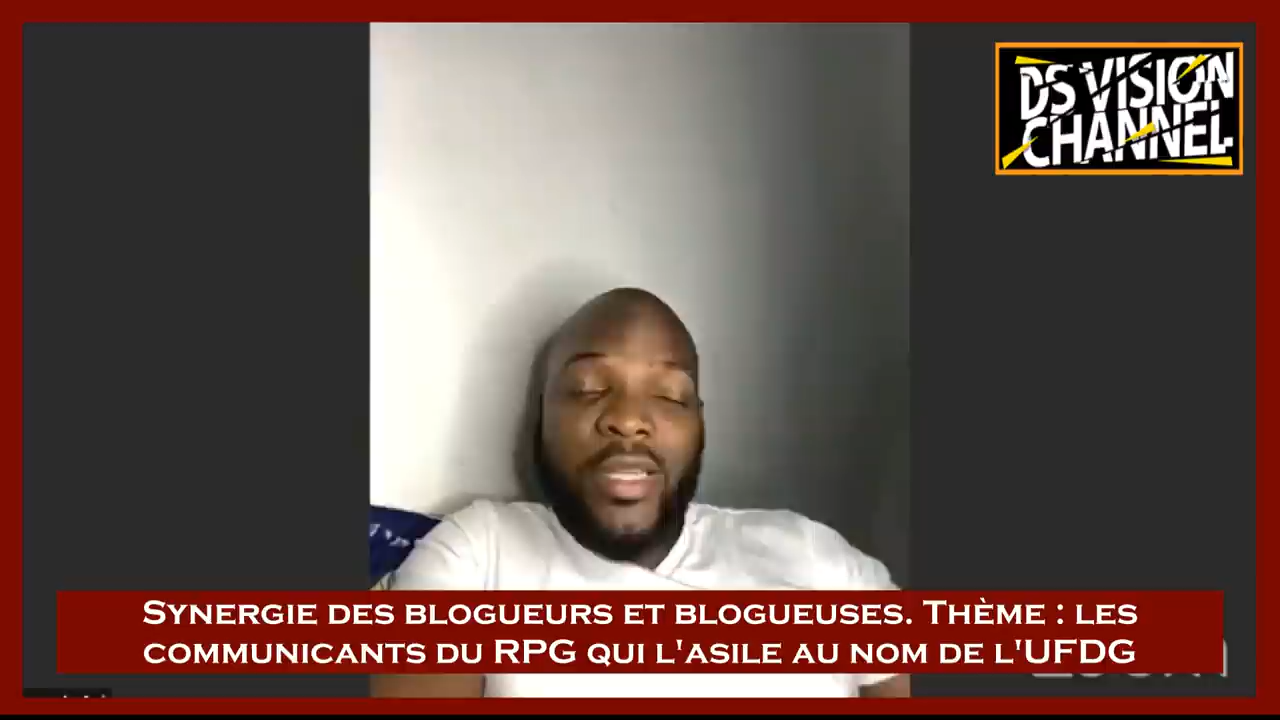 DS VISION
CHANNEL
SYNERGIE DES BLOGUEURS ET BLOGUEUSES. THÈME : LES
COMMUNICANTS DU RPG QUI L'ASILE AU NOM DE L'UFDG